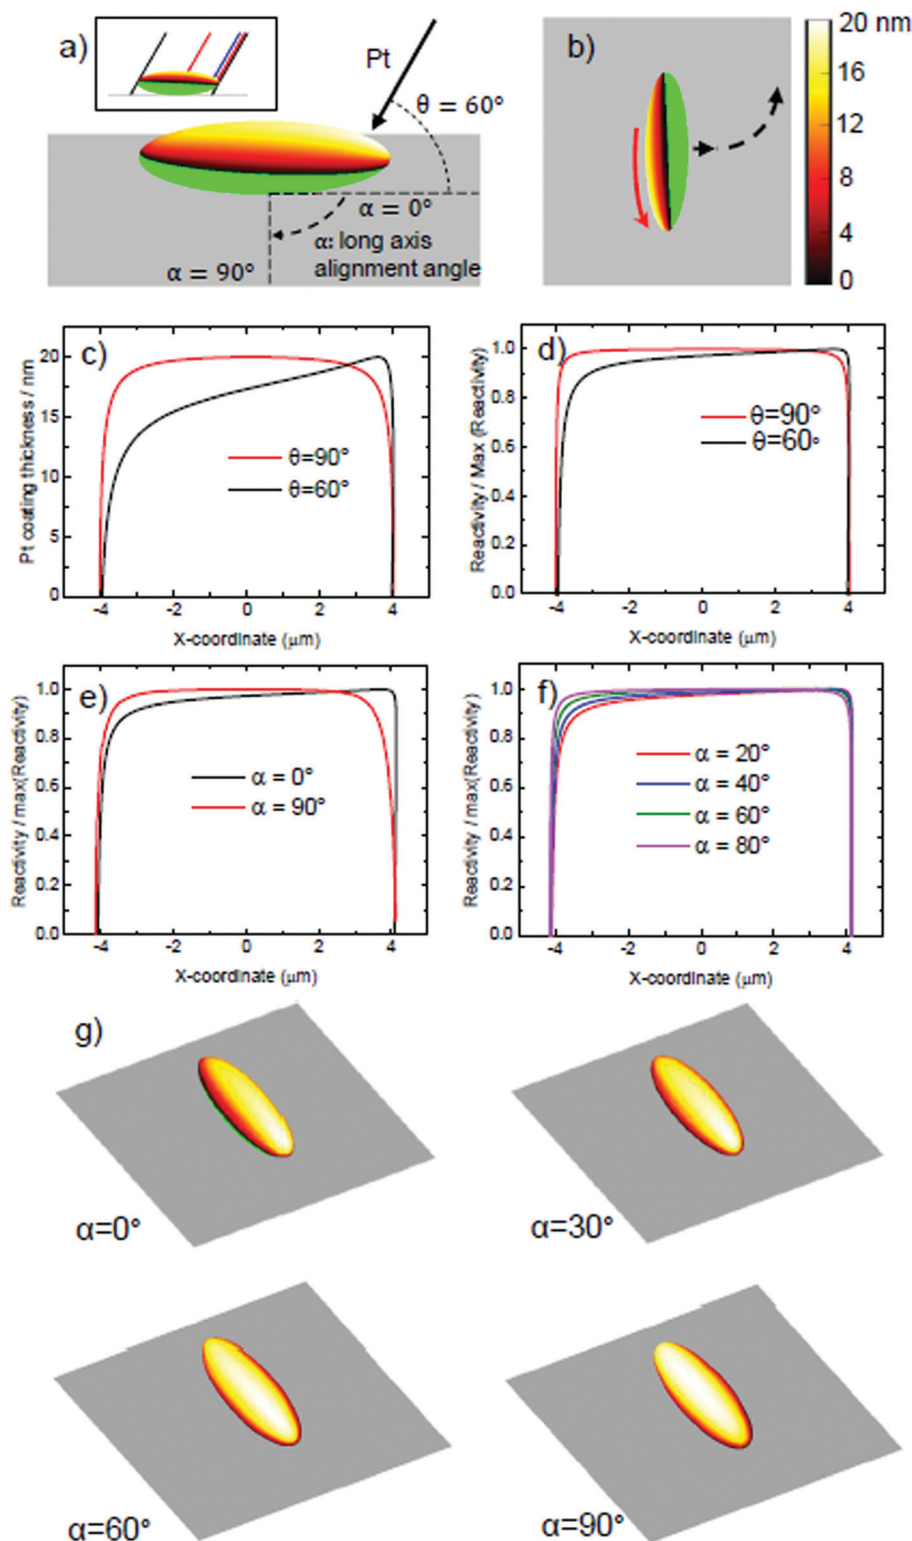 a)
Pt
θ = 60°
α = 0°
α: long axis
alignment angle
α = 90°
b)
20 nm
16
12
8
4
0
c)
Pt coating thickness / nm
20
15
10
5
0
θ=90°
θ=60°
-4 -2 0 2 4
X-coordinate (μm)
d)
Reactivity / Max (Reactivity)
1.0
0.8
0.6
0.4
0.2
0.0
θ=90°
θ=60°
-4 -2 0 2 4
X-coordinate (μm)
e)
Reactivity / max(Reactivity)
1.0
0.8
0.6
0.4
0.2
0.0
α = 0°
α = 90°
-4 -2 0 2 4
X-coordinate (μm)
f)
Reactivity / max(Reactivity)
1.0
0.8
0.6
0.4
0.2
0.0
α = 20°
α = 40°
α = 60°
α = 80°
-4 -2 0 2 4
X-coordinate (μm)
g)
α=0°
α=30°
α=60°
α=90°